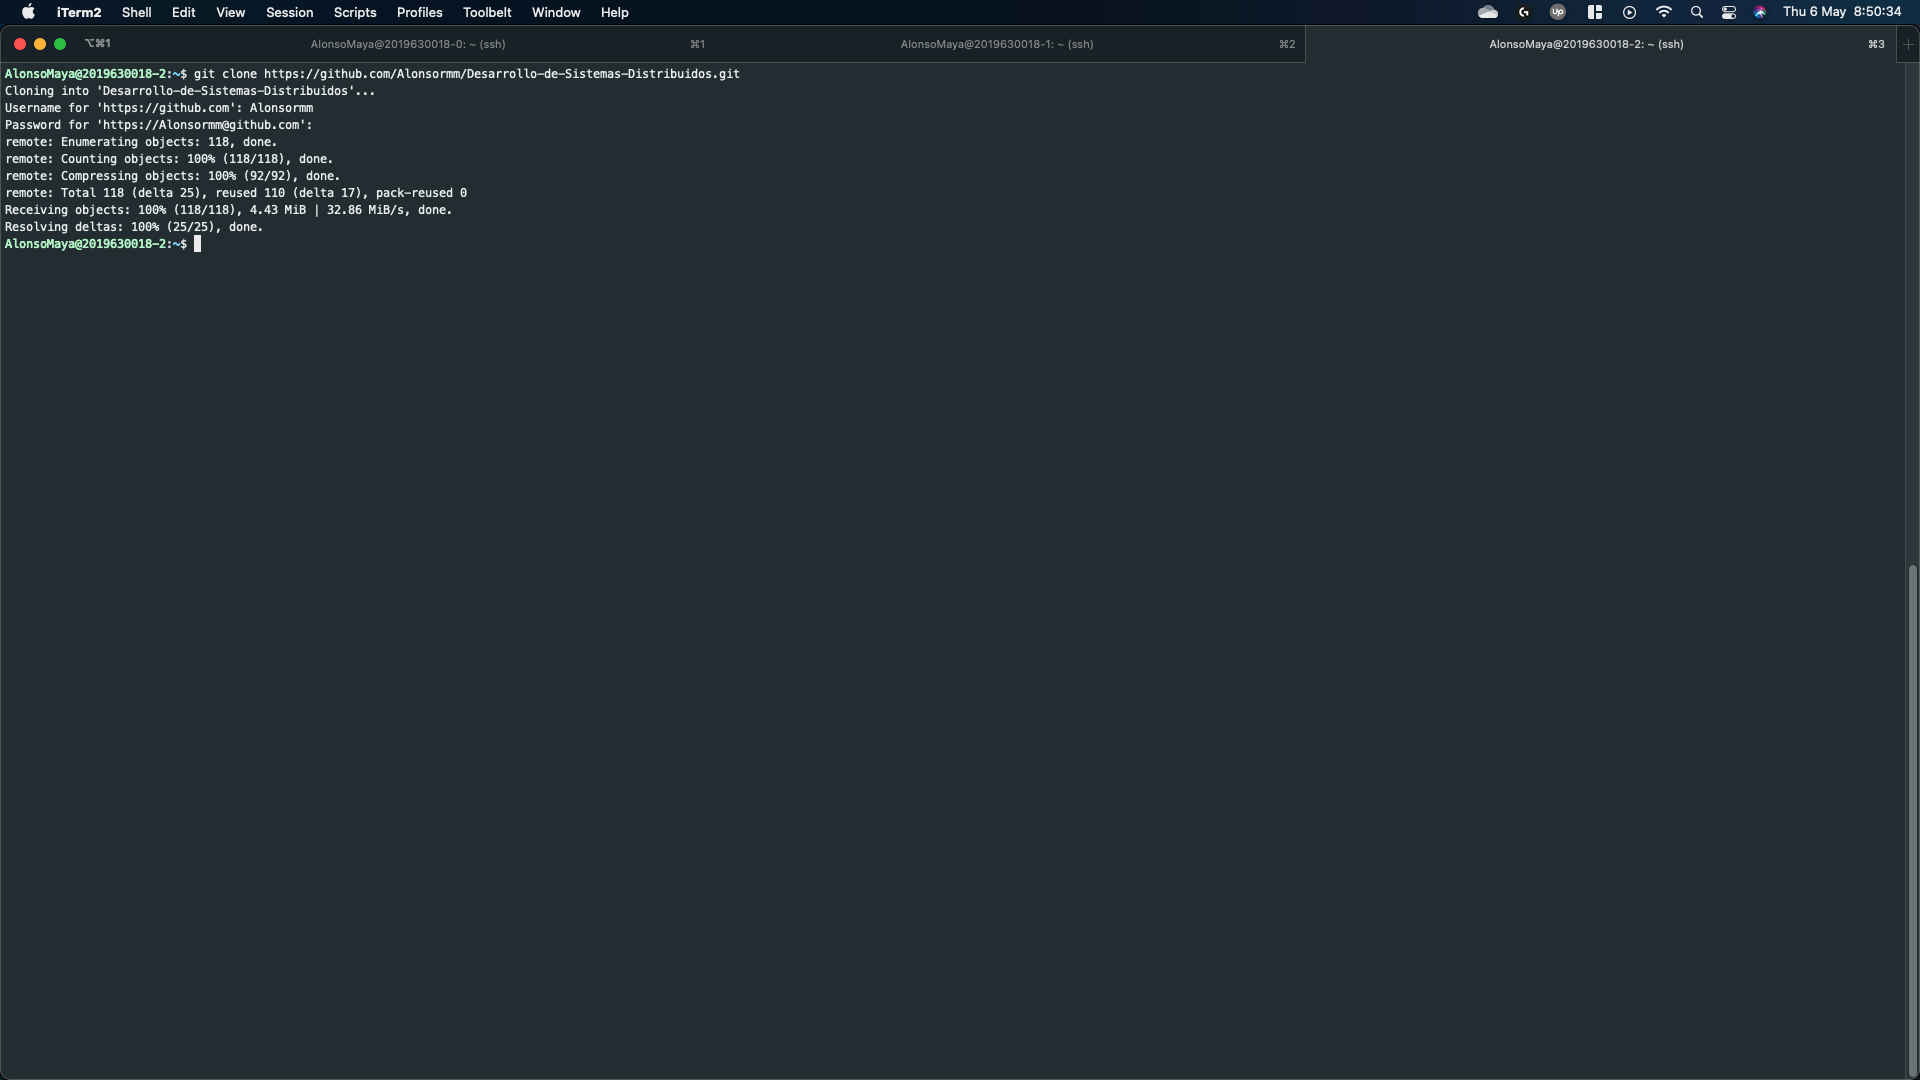 iTerm2 Shell Edit View Session Scripts Profiles Toolbelt Window Help Up Thu 6 May 8:50:34
⌥⌘1 AlonsoMaya@2019630018-0: ~ (ssh) ⌘1 AlonsoMaya@2019630018-1: ~ (ssh) ⌘2 AlonsoMaya@2019630018-2: ~ (ssh) ⌘3 +
AlonsoMaya@2019630018-2:~$ git clone https://github.com/Alonsormm/Desarrollo-de-Sistemas-Distribuidos.git
Cloning into 'Desarrollo-de-Sistemas-Distribuidos'...
Username for 'https://github.com': Alonsormm
Password for 'https://Alonsormm@github.com':
remote: Enumerating objects: 118, done.
remote: Counting objects: 100% (118/118), done.
remote: Compressing objects: 100% (92/92), done.
remote: Total 118 (delta 25), reused 110 (delta 17), pack-reused 0
Receiving objects: 100% (118/118), 4.43 MiB | 32.86 MiB/s, done.
Resolving deltas: 100% (25/25), done.
AlonsoMaya@2019630018-2:~$